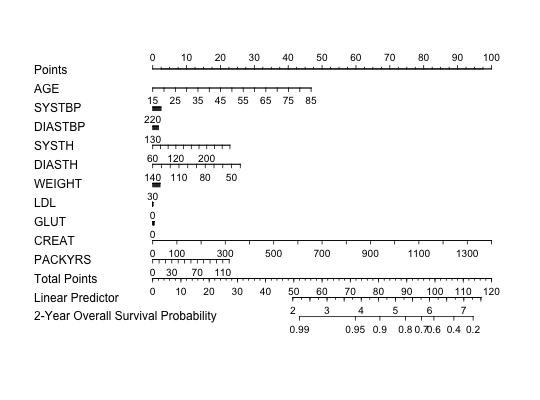 0 10 20 30 40 50 60 70 80 90 100
Points
AGE
15 25 35 45 55 65 75 85
SYSTBP
220
DIASTBP
130
SYSTH
60 120 200
DIASTH
140 110 80 50
WEIGHT
30
LDL
0
GLUT
0
CREAT
0 100 300 500 700 900 1100 1300
PACKYRS
0 30 70 110
Total Points
0 10 20 30 40 50 60 70 80 90 100 110 120
Linear Predictor
2 3 4 5 6 7
2-Year Overall Survival Probability
0.99 0.95 0.9 0.8 0.7 0.6 0.4 0.2